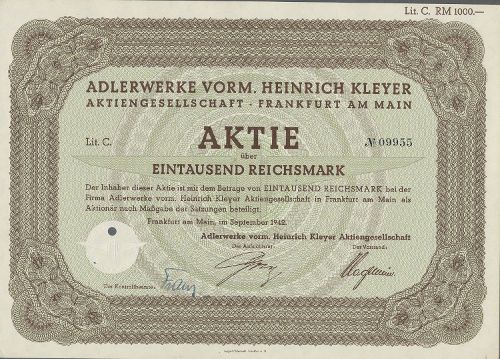 Lit. C. RM 1000.—
ADLERWERKE VORM. HEINRICH KLEYER
AKTIENGESELLSCHAFT · FRANKFURT AM MAIN
Lit. C.
AKTIE
№ 09955
über
EINTAUSEND REICHSMARK
Der Inhaber dieser Aktie ist mit dem Betrage von EINTAUSEND REICHSMARK bei der
Firma Adlerwerke vorm. Heinrich Kleyer Aktiengesellschaft in Frankfurt am Main als
Aktionär nach Maßgabe der Satzungen beteiligt.
Frankfurt am Main, im September 1942.
Adlerwerke vorm. Heinrich Kleyer Aktiengesellschaft
Der Aufsichtsrat: Der Vorstand:
Der Kontrollbeamte: